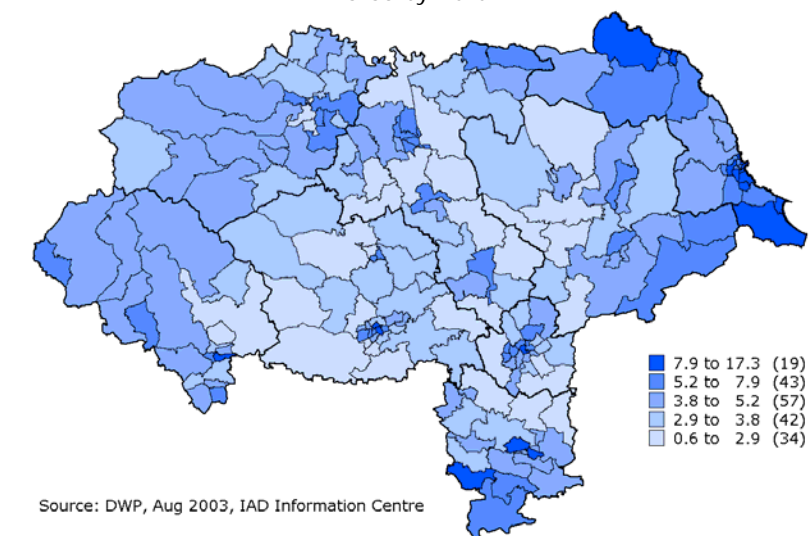 7.9 to 17.3 (19)
5.2 to 7.9 (43)
3.8 to 5.2 (57)
2.9 to 3.8 (42)
0.6 to 2.9 (34)
Source: DWP, Aug 2003, IAD Information Centre